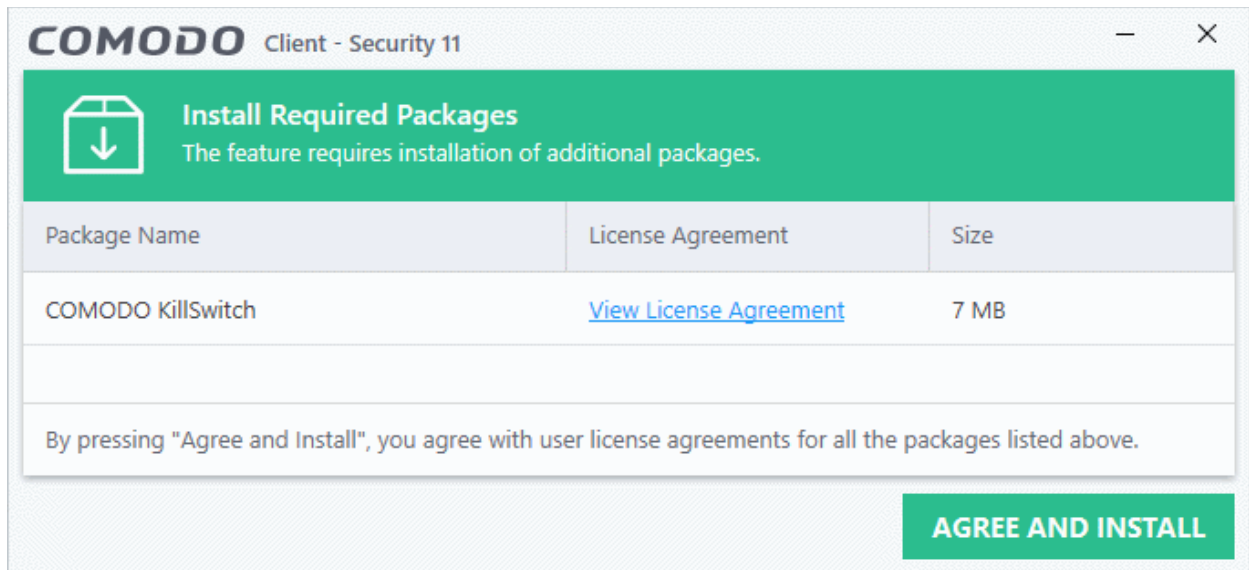 COMODO Client - Security 11
Install Required Packages
The feature requires installation of additional packages.
Package Name License Agreement Size
COMODO KillSwitch View License Agreement 7 MB
By pressing "Agree and Install", you agree with user license agreements for all the packages listed above.
AGREE AND INSTALL